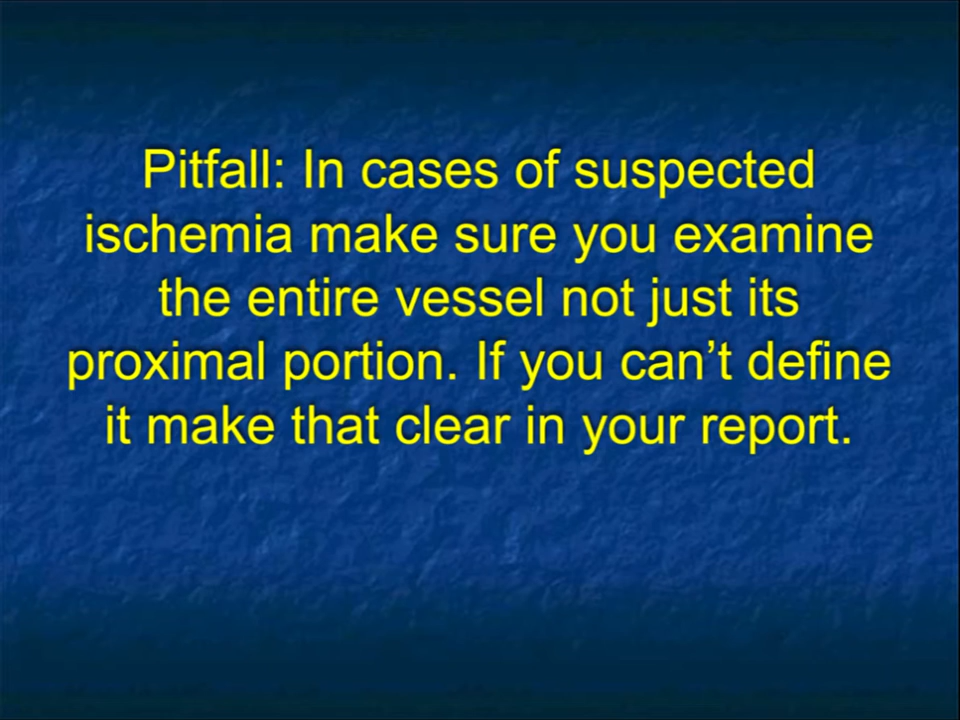 Pitfall: In cases of suspected
ischemia make sure you examine
the entire vessel not just its
proximal portion. If you can’t define
it make that clear in your report.